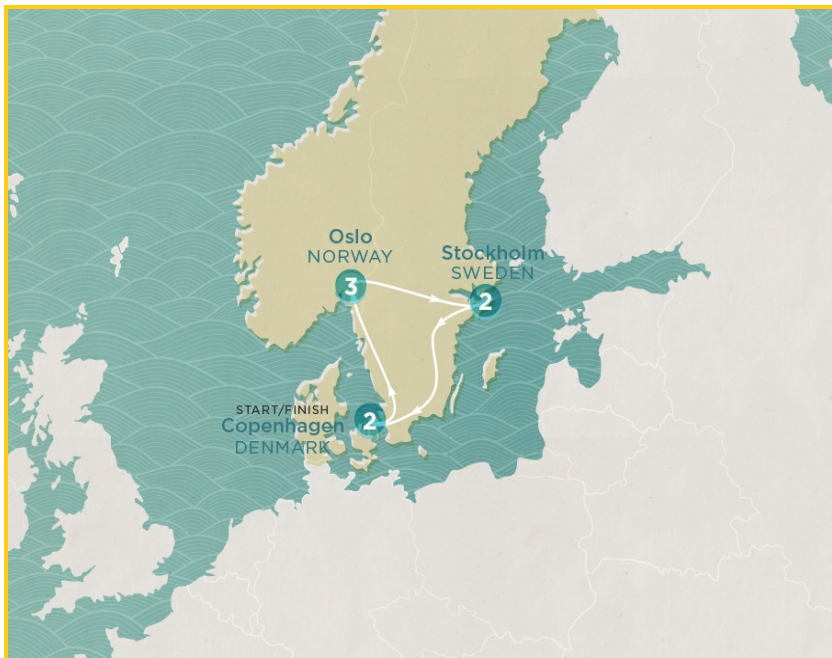 Oslo
NORWAY
3
Stockholm
SWEDEN
2
START/FINISH
Copenhagen
DENMARK
2